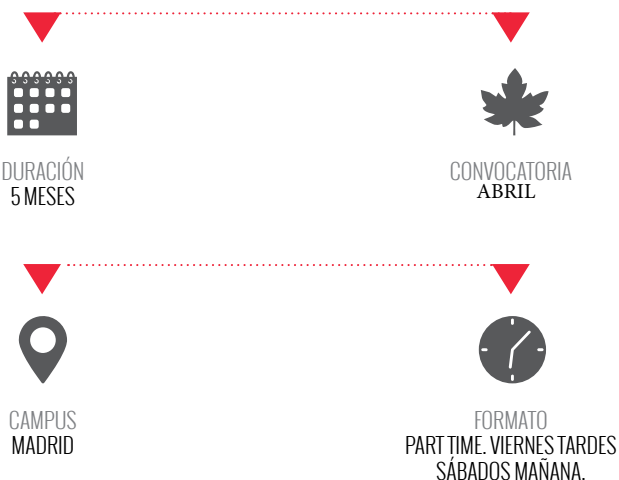 DURACIÓN
5 MESES
CONVOCATORIA
ABRIL
CAMPUS
MADRID
FORMATO
PART TIME. VIERNES TARDES
SÁBADOS MAÑANA.